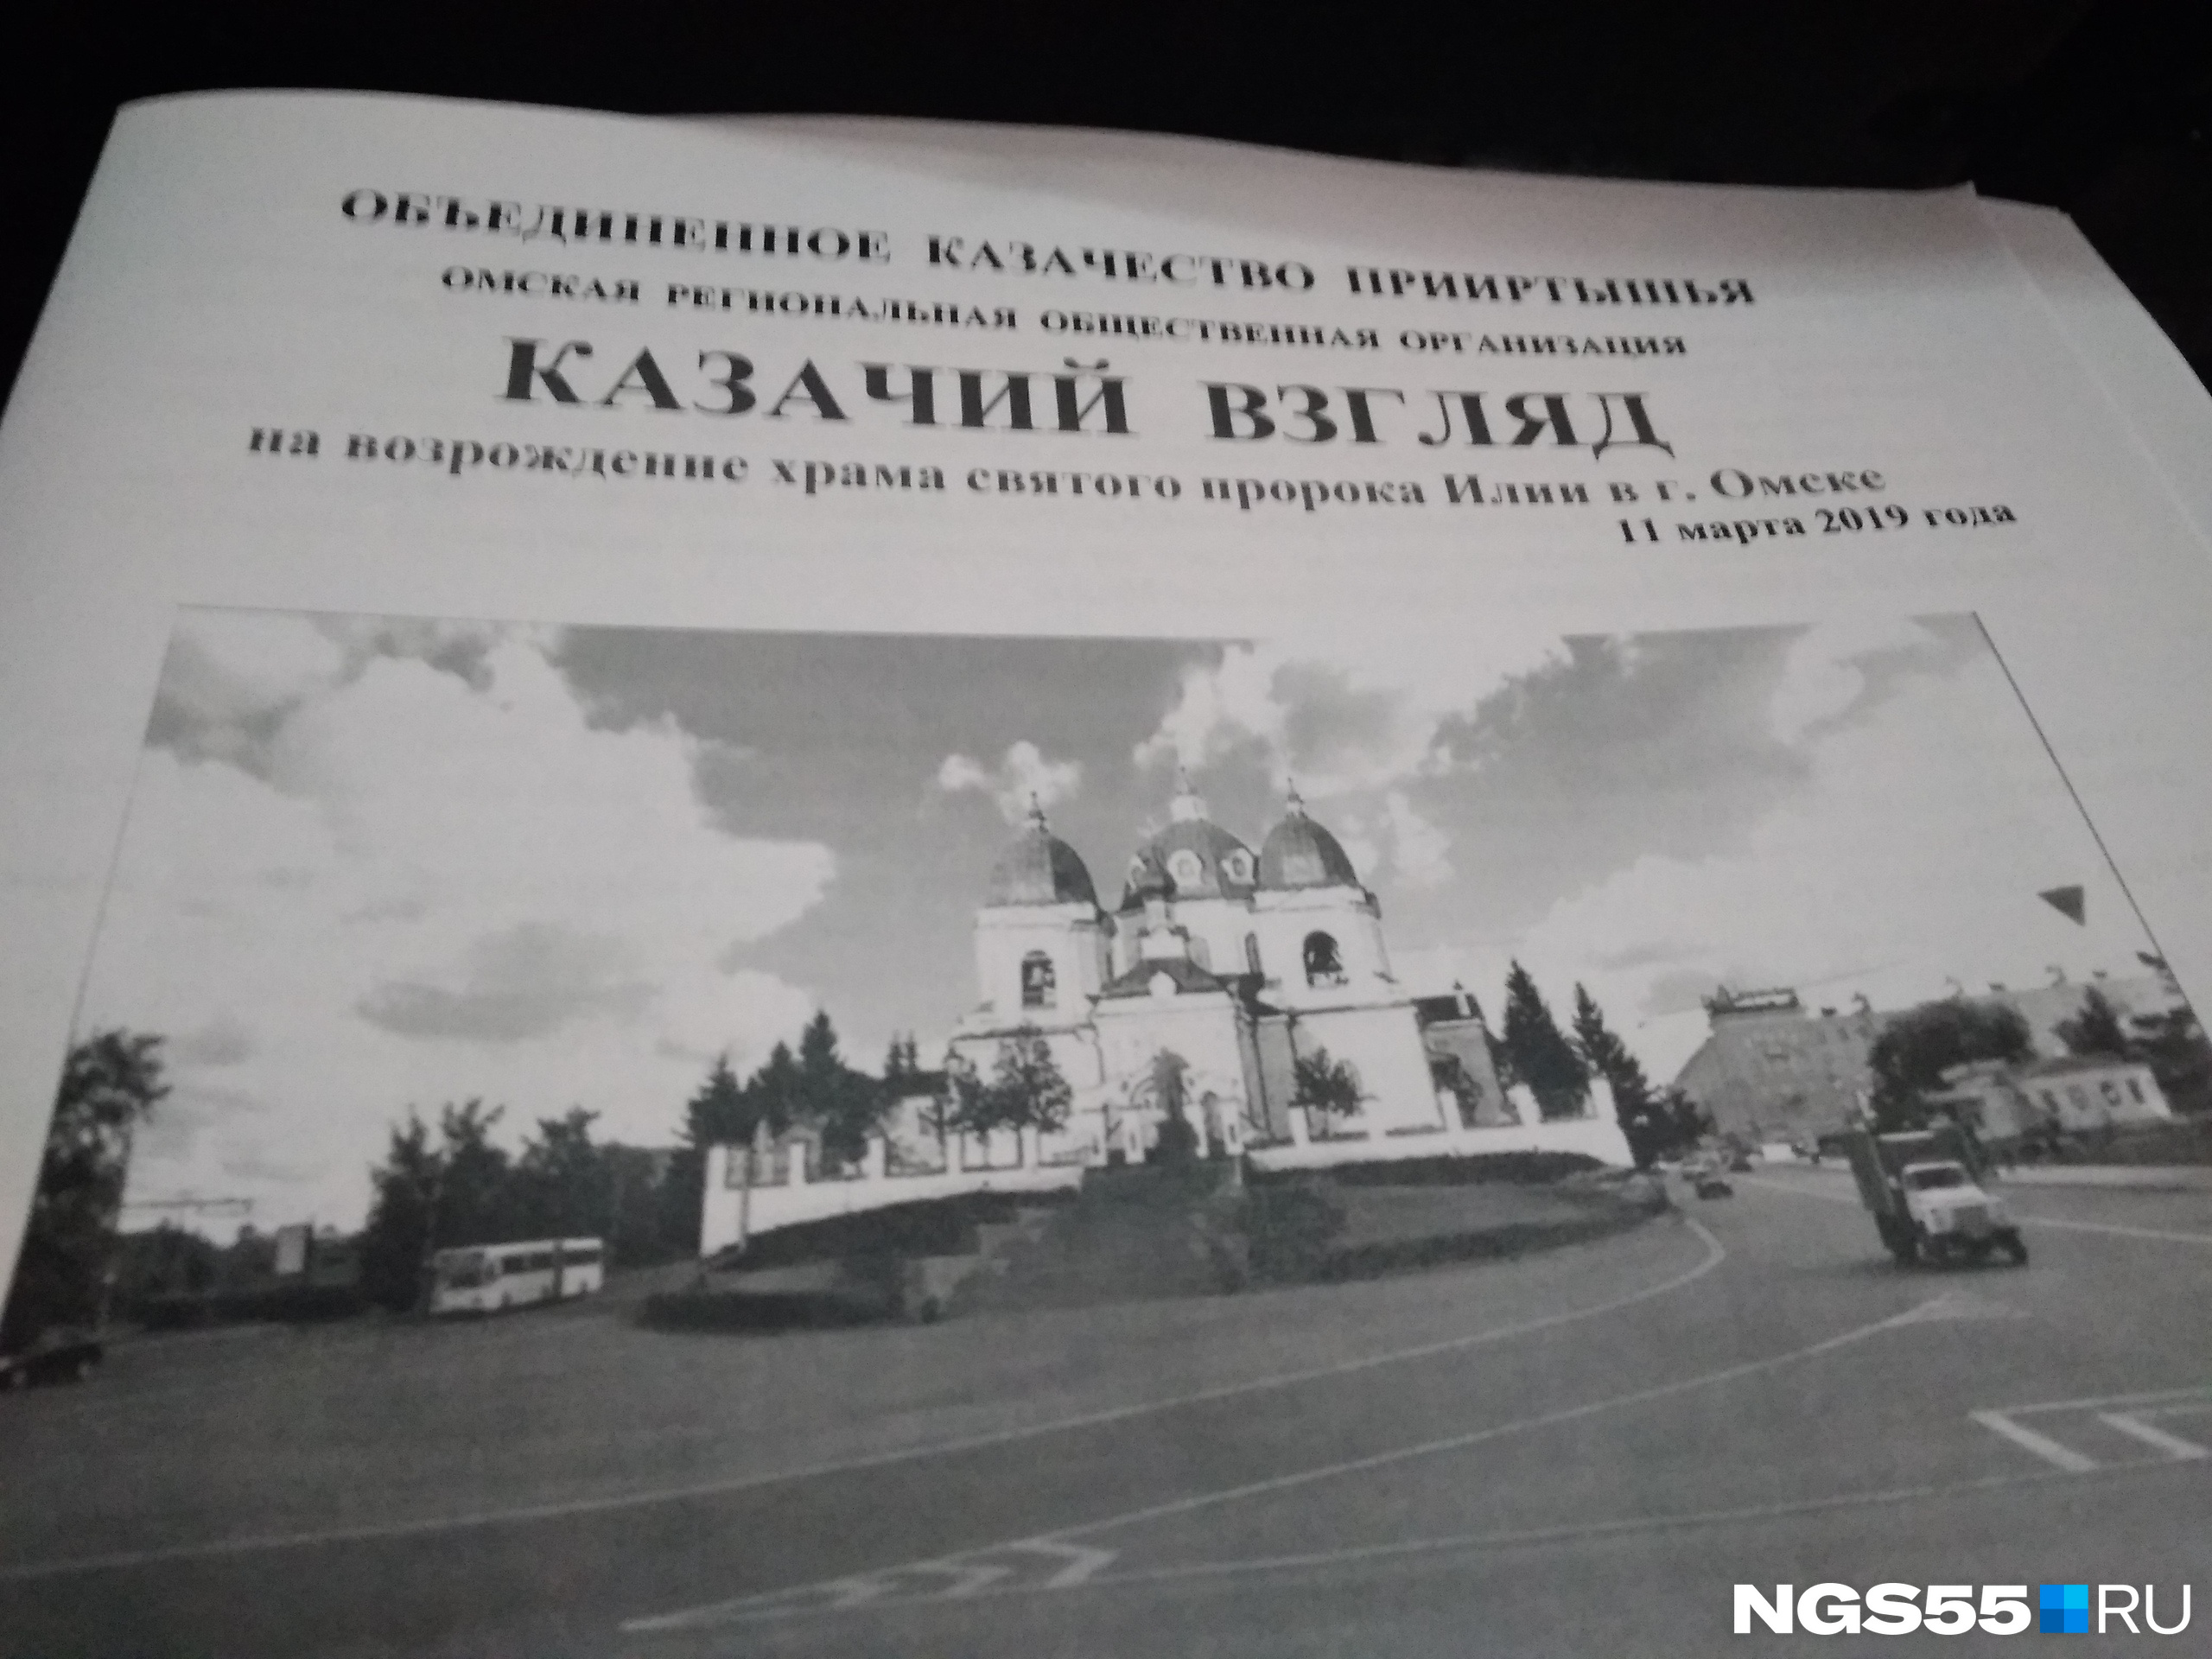 ОБЪЕДИНЕННОЕ КАЗАЧЕСТВО ПРИИРТЫШЬЯ
ОМСКАЯ РЕГИОНАЛЬНАЯ ОБЩЕСТВЕННАЯ ОРГАНИЗАЦИЯ
КАЗАЧИЙ ВЗГЛЯД
на возрождение храма святого пророка Илии в г. Омске
11 марта 2019 года
NGS55 RU